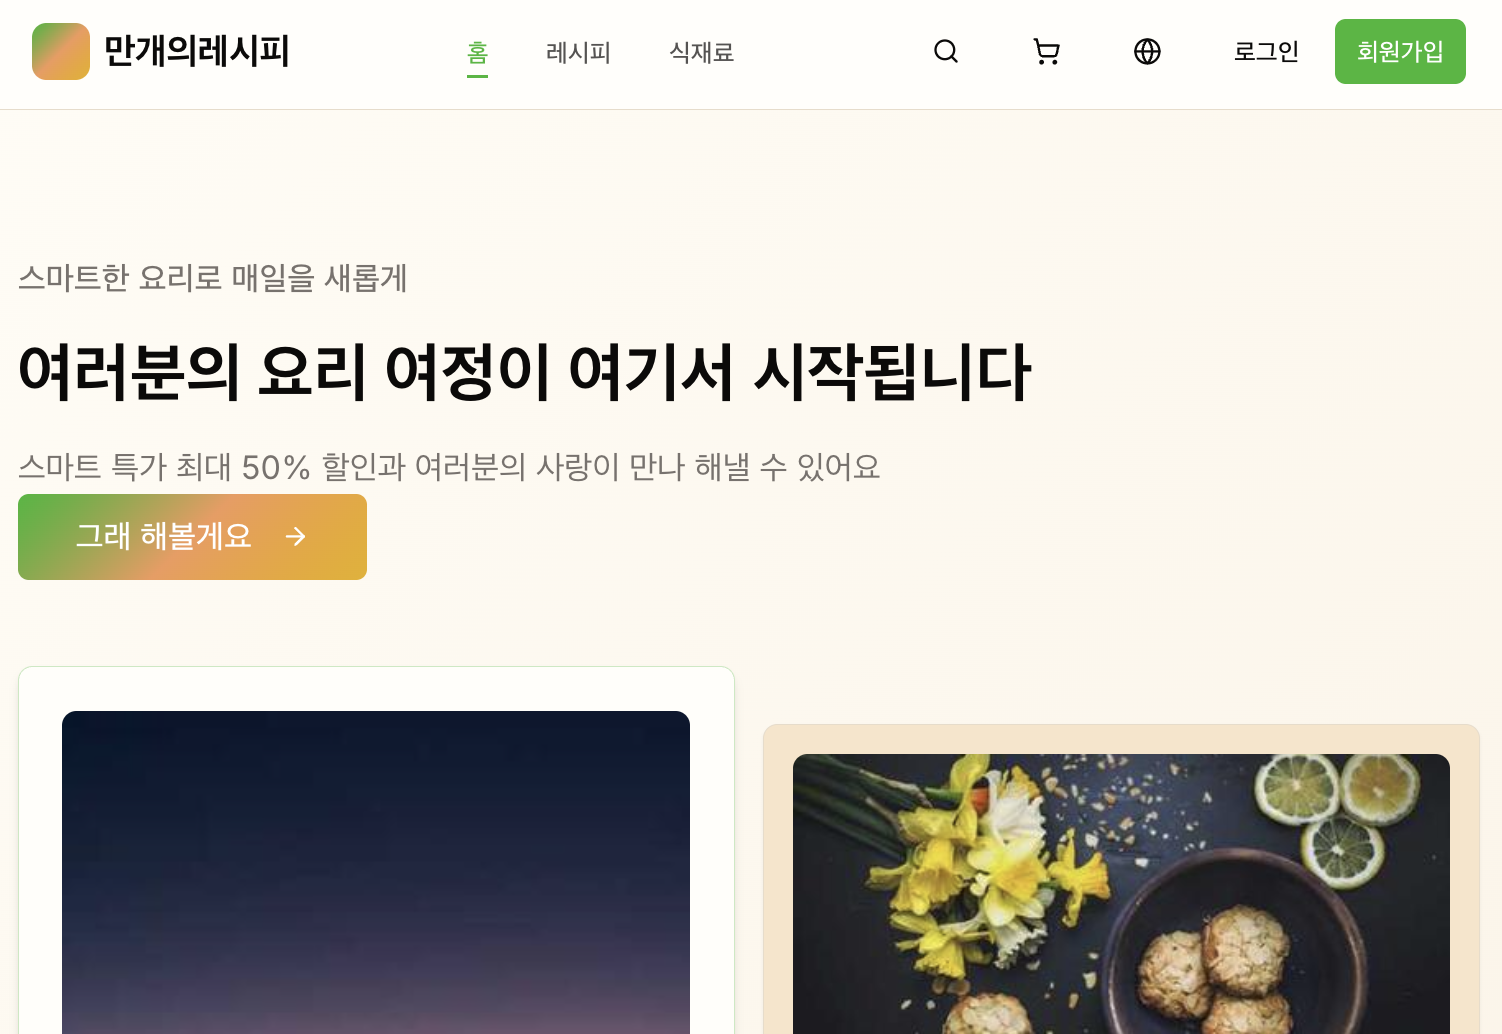 만개의레시피
홈 레시피 식재료 로그인 회원가입
스마트한 요리로 매일을 새롭게
여러분의 요리 여정이 여기서 시작됩니다
스마트 특가 최대 50% 할인과 여러분의 사랑이 만나 해낼 수 있어요
그래 해볼게요